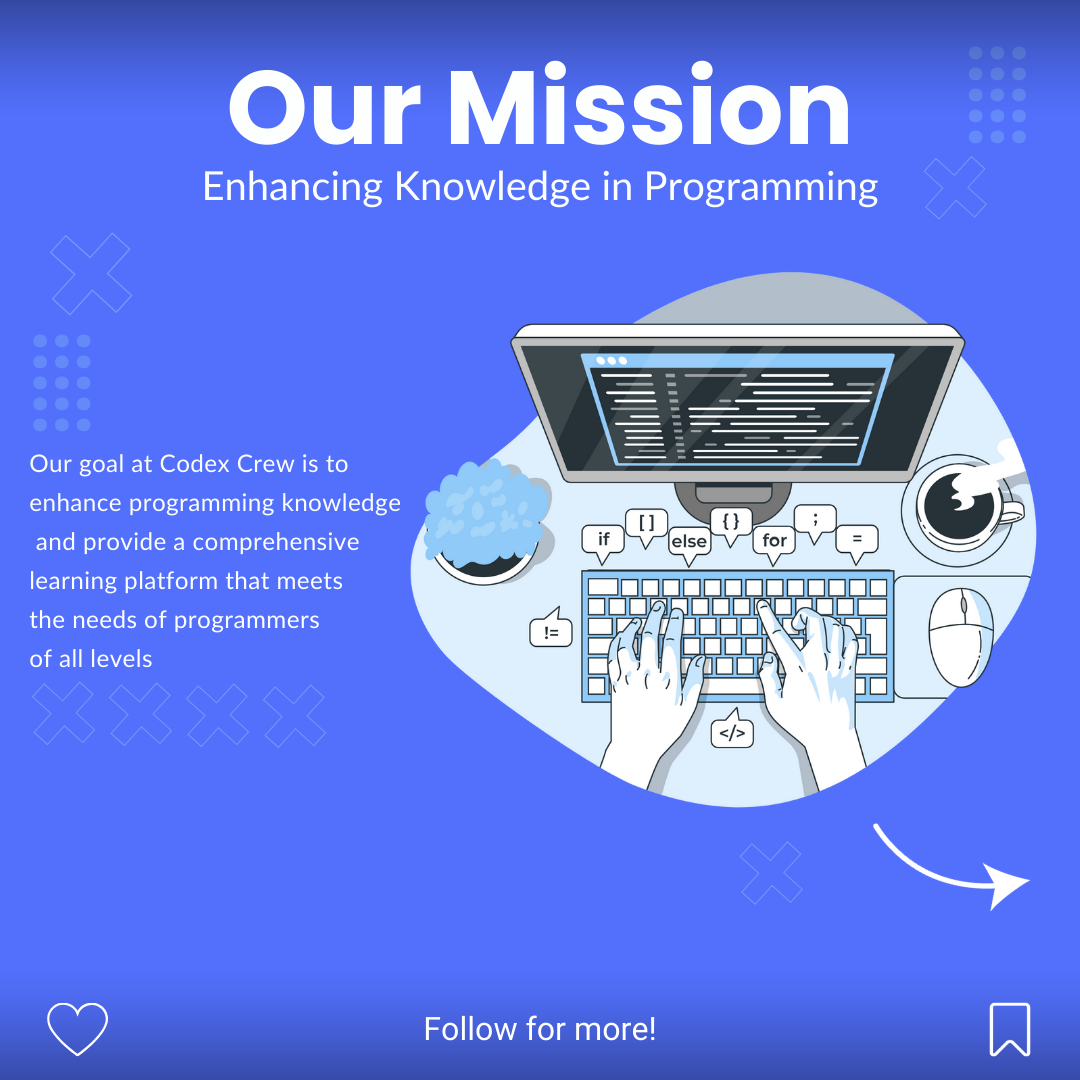 Our Mission
Enhancing Knowledge in Programming
Our goal at Codex Crew is to
enhance programming knowledge
and provide a comprehensive
learning platform that meets
the needs of programmers
of all levels
if
[ ]
else
{ }
for
;
=
!=
</>
Follow for more!